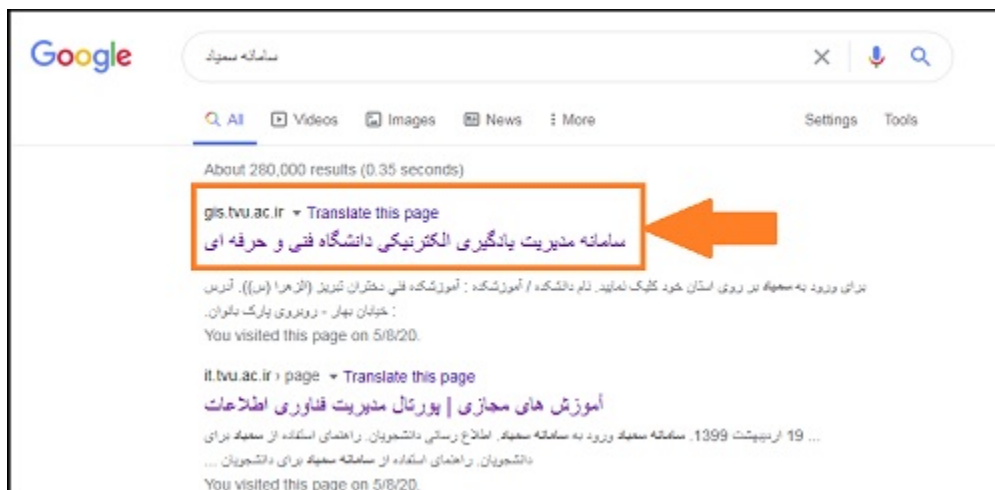 Google
سامانه سمیاد
All Videos Images News More Settings Tools
About 280,000 results (0.35 seconds)
gis.tvu.ac.ir Translate this page
سامانه مدیریت یادگیری الکترنیکی دانشگاه فنی و حرفه ای
برای ورود به سمیاد بر روی استان خود کلیک نمایید. نام دانشکده / آموزشکده : آموزشکده فنی دختران تبریز (الزهرا (س)). آدرس
: خیابان بهار - روبروی پارک بانوان.
You visited this page on 5/8/20.
it.tvu.ac.ir › page Translate this page
آموزش های مجازی | پورتال مدیریت فناوری اطلاعات
... 19 اردیبهشت 1399. سامانه سمیاد ورود به سامانه سمیاد. اطلاع رسانی دانشجویان. راهنمای استفاده از سمیاد برای
دانشجویان. راهنمای استفاده از سامانه سمیاد برای دانشجویان ...
You visited this page on 5/8/20.